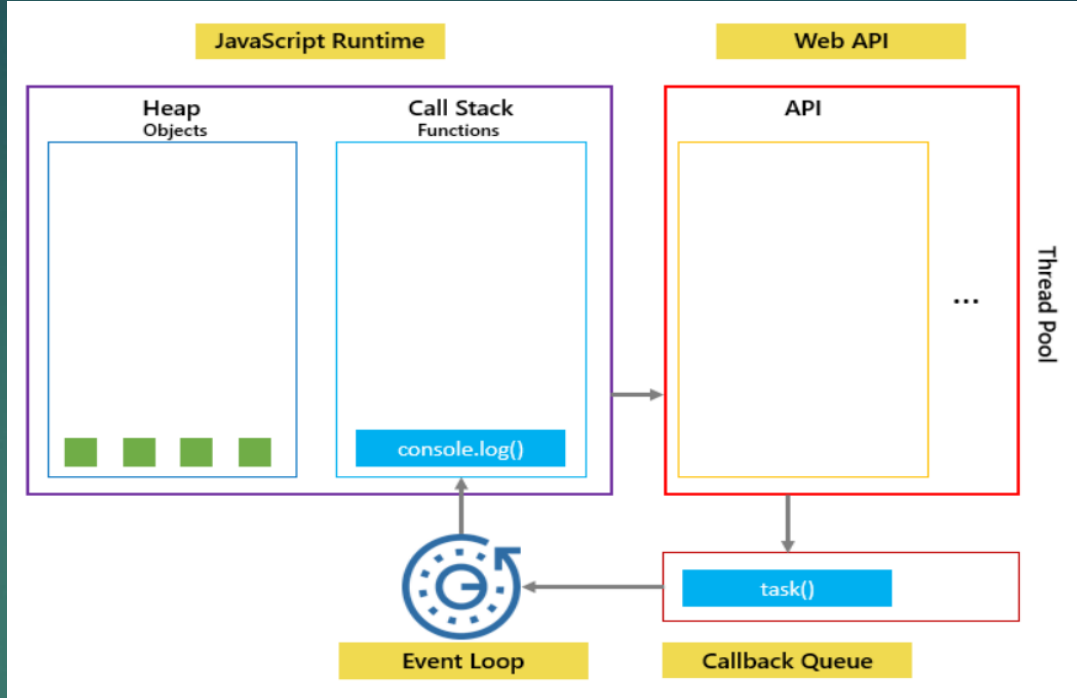 JavaScript Runtime
Web API
Heap
Objects
Call Stack
Functions
API
...
Thread Pool
console.log()
task()
Event Loop
Callback Queue